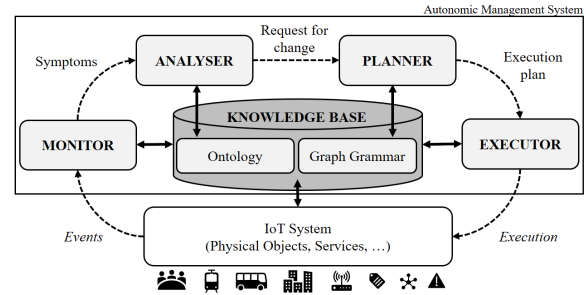 Autonomic Management System
Request for
change
Symptoms
ANALYSER
PLANNER
Execution
plan
KNOWLEDGE BASE
MONITOR
Ontology
Graph Grammar
EXECUTOR
Events
IoT System
(Physical Objects, Services, …)
Execution